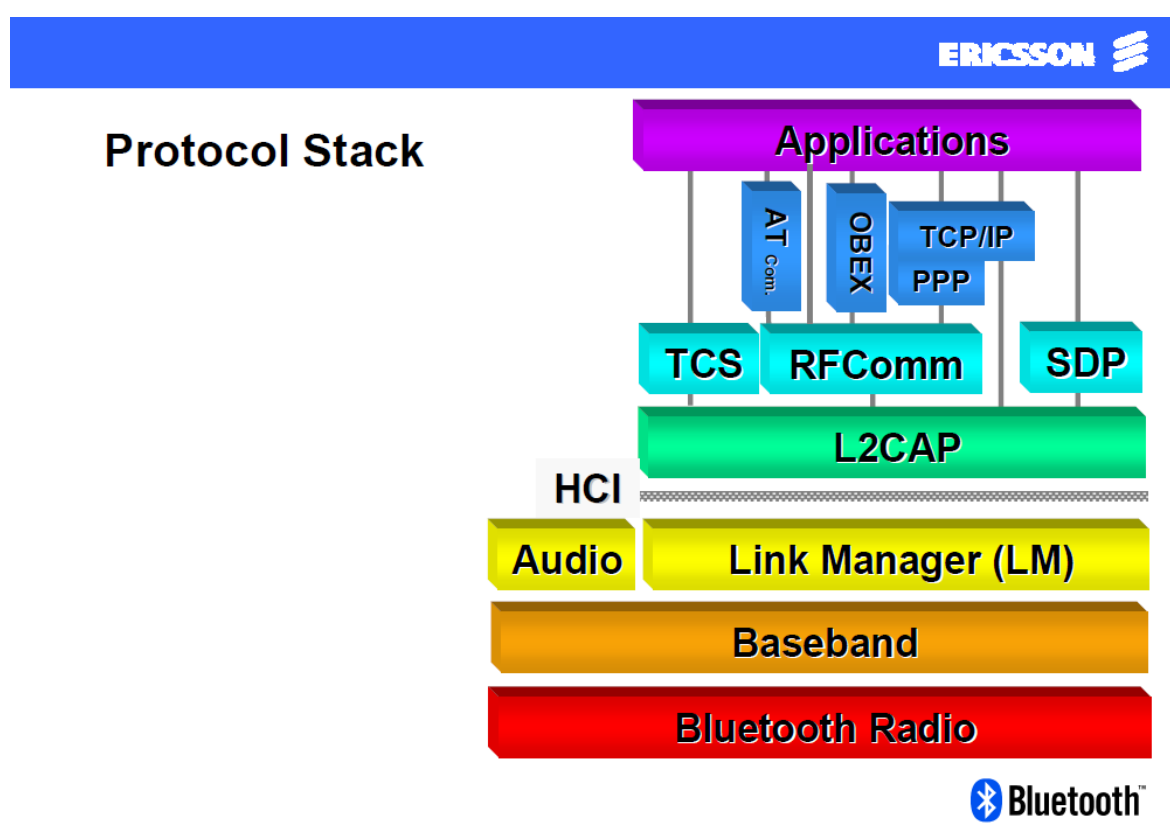 ERICSSON
Protocol Stack
Applications
AT Com.
OBEX
TCP/IP
PPP
TCS
RFComm
SDP
L2CAP
HCI
Audio
Link Manager (LM)
Baseband
Bluetooth Radio
Bluetooth™